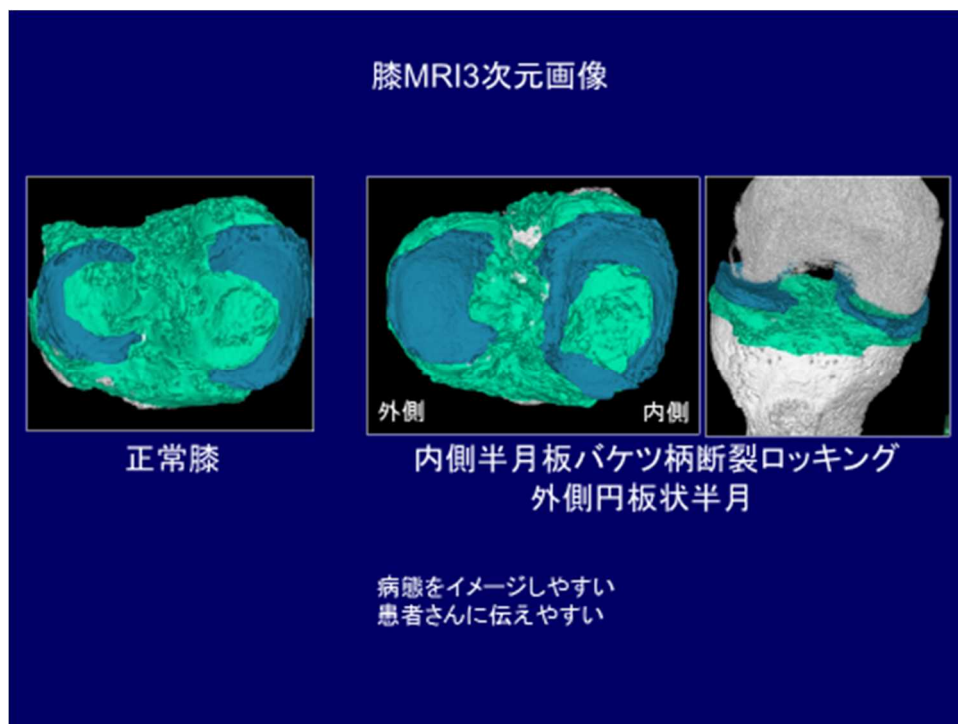 膝MRI3次元画像
外側
内側
正常膝
内側半月板バケツ柄断裂ロッキング
外側円板状半月
病態をイメージしやすい
患者さんに伝えやすい